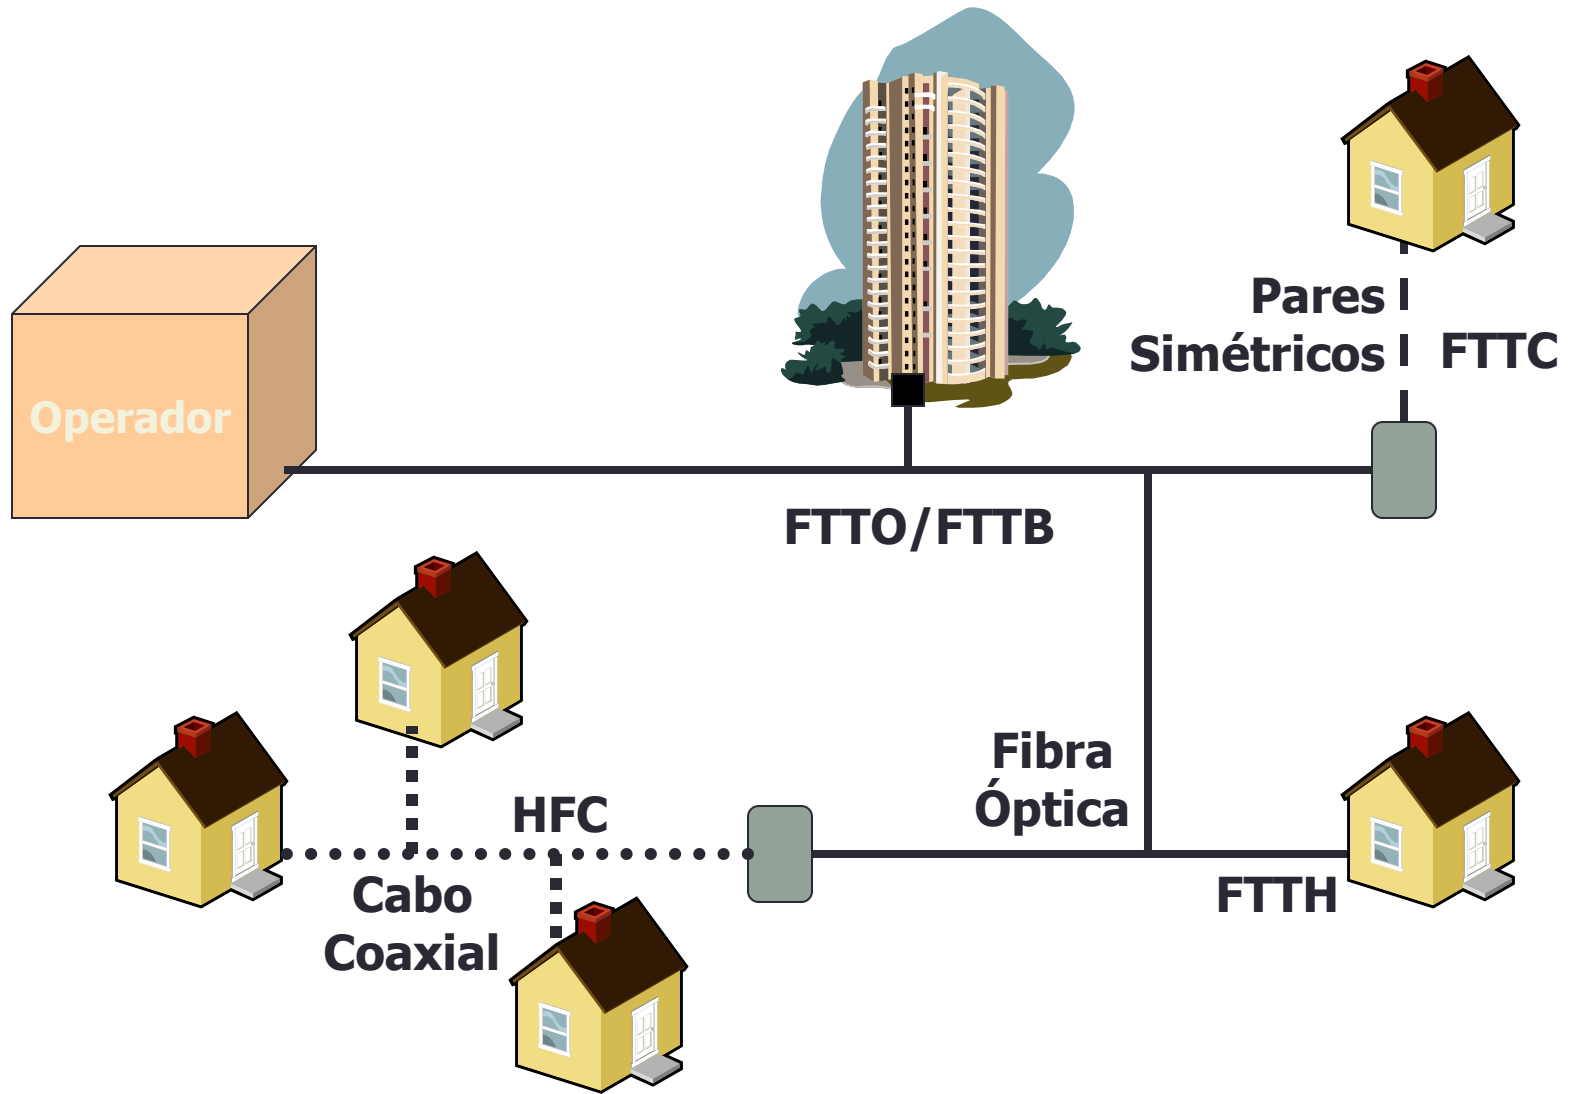 Pares
Simétricos
FTTC
Operador
FTTO/FTTB
Fibra
Óptica
HFC
Cabo
Coaxial
FTTH